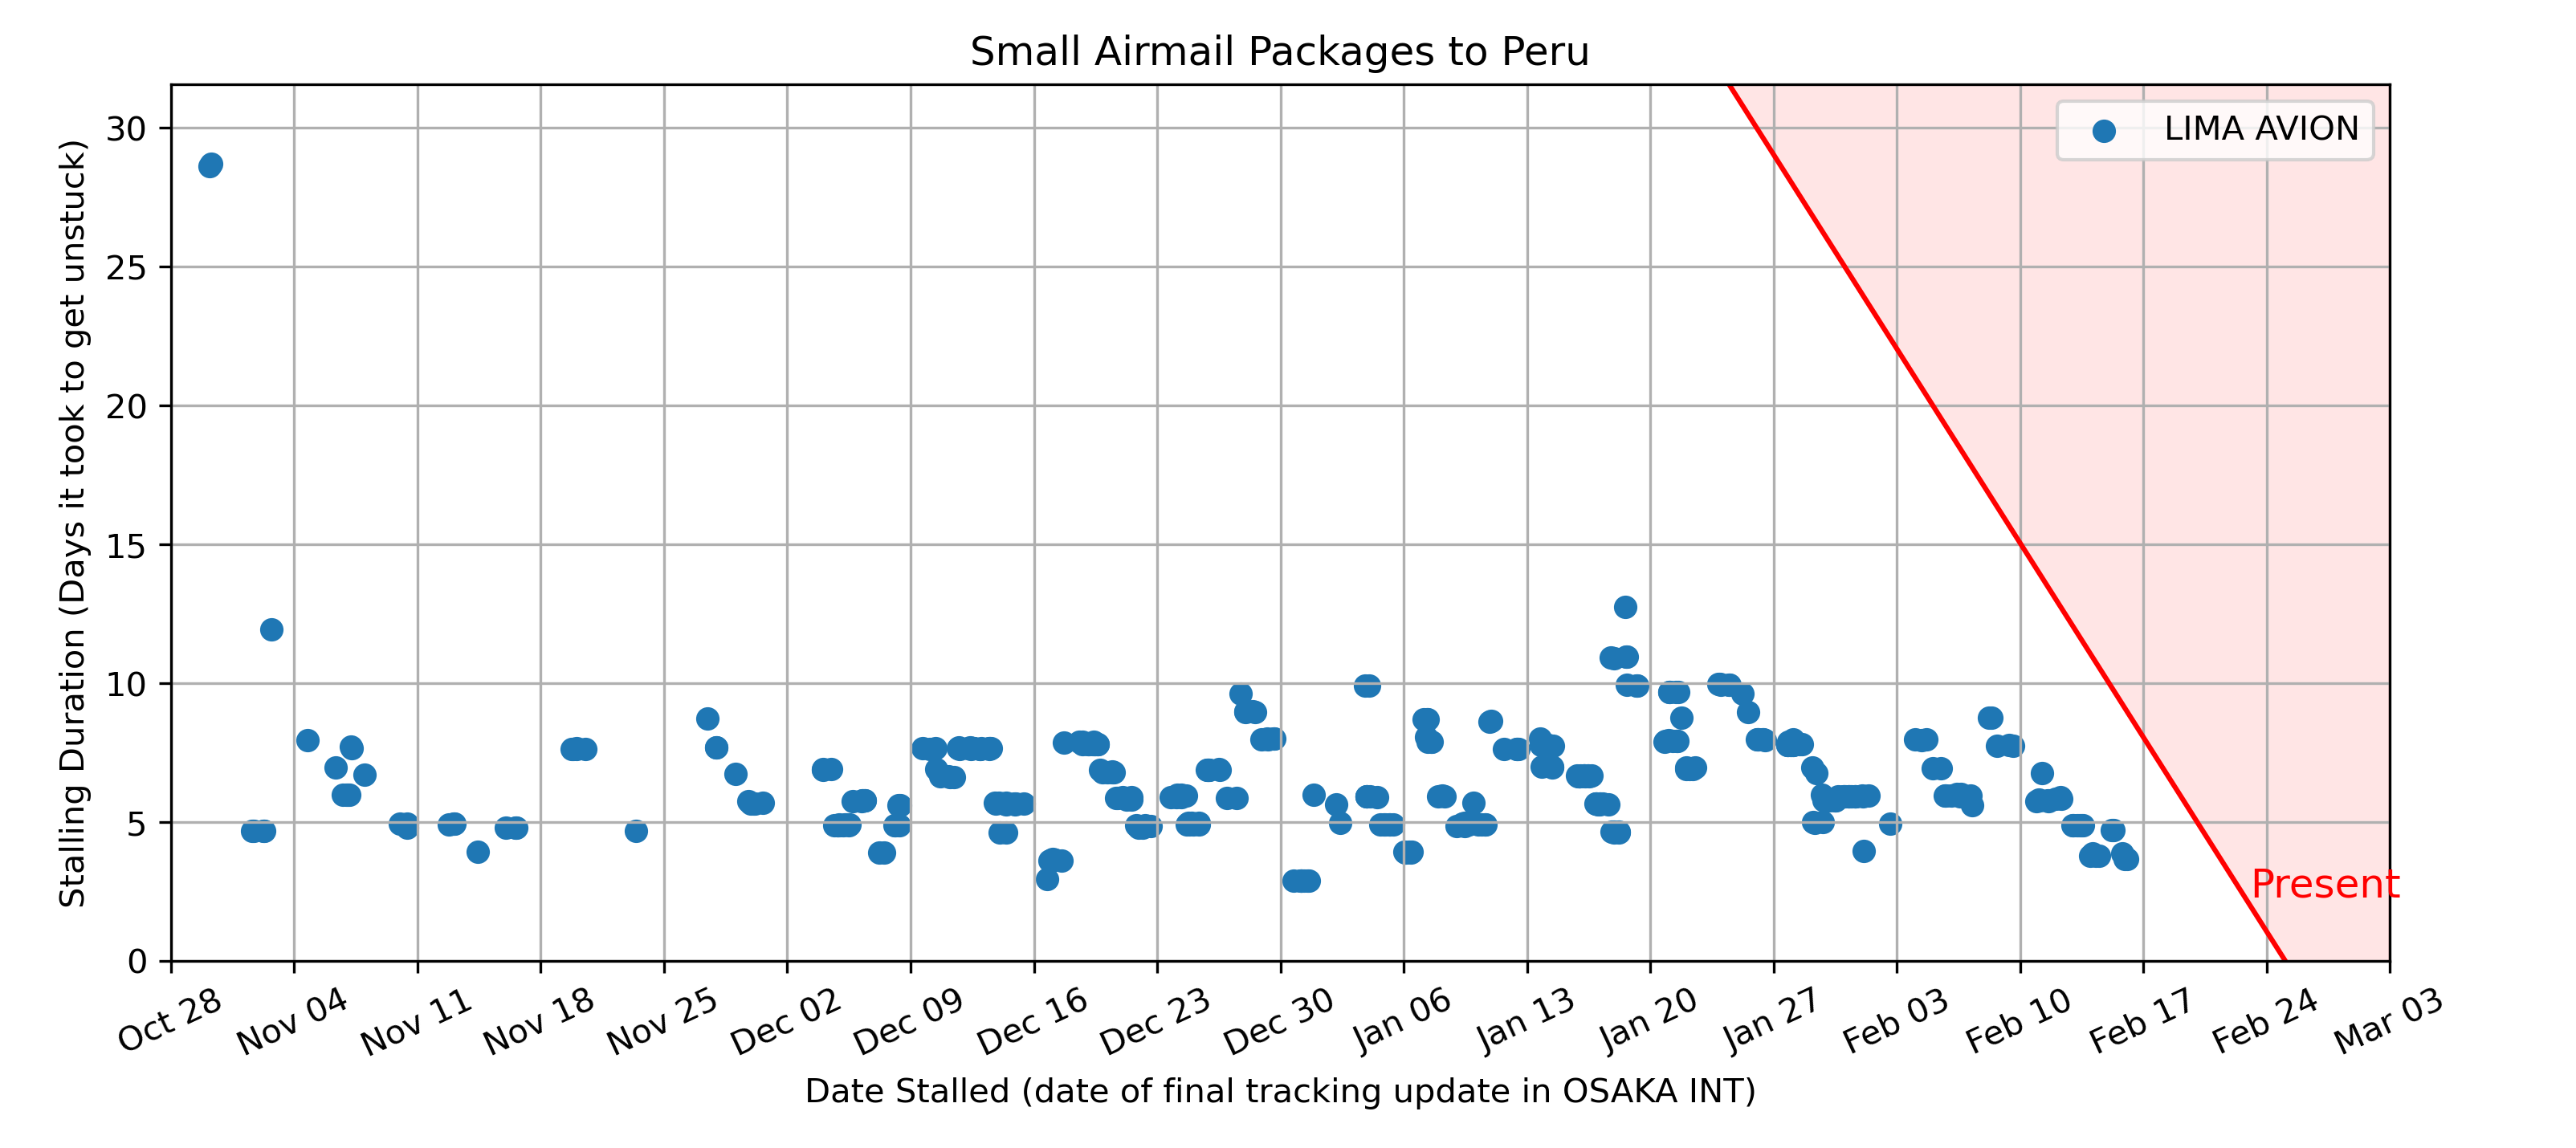 Small Airmail Packages to Peru
LIMA AVION
Stalling Duration (Days it took to get unstuck)
30
25
20
15
10
5
0
Present
Oct 28
Nov 04
Nov 11
Nov 18
Nov 25
Dec 02
Dec 09
Dec 16
Dec 23
Dec 30
Jan 06
Jan 13
Jan 20
Jan 27
Feb 03
Feb 10
Feb 17
Feb 24
Mar 03
Date Stalled (date of final tracking update in OSAKA INT)